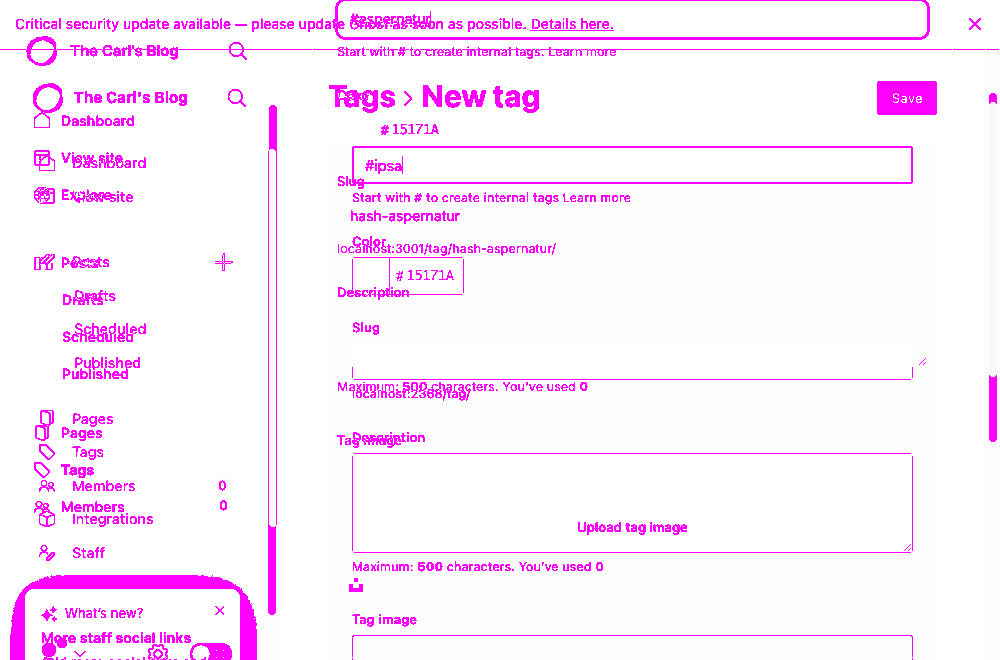 #aspernatur
Critical security update available — please update Ghost as soon as possible. Details here.
The Carl's Blog
Start with # to create internal tags. Learn more
The Carl's Blog
Tags > New tag
Save
Dashboard
# 15171A
View site
Dashboard
#ipsa
Slug
Explore
View site
Start with # to create internal tags Learn more
hash-aspernatur
Color
localhost:3001/tag/hash-aspernatur/
Posts
Posts
# 15171A
Description
Drafts
Drafts
Scheduled
Scheduled
Slug
Published
Published
Maximum: 500 characters. You've used 0
localhost:2368/tag/
Pages
Pages
Description
Tag image
Tags
Tags
Members 0
Members 0
Integrations
Upload tag image
Staff
Maximum: 500 characters. You've used 0
What's new?
Tag image
More staff social links